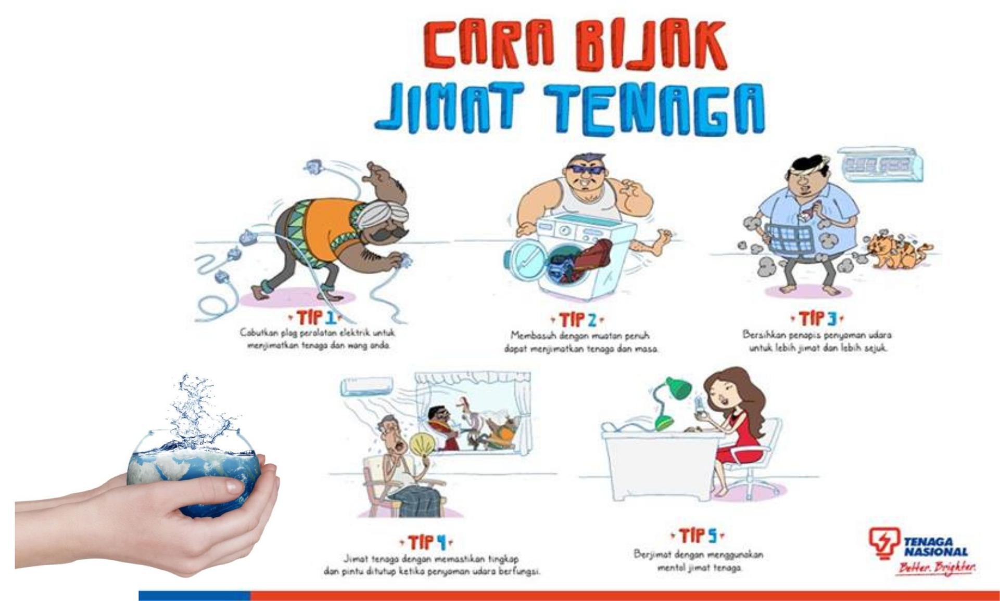 CARA BIJAK
JIMAT TENAGA
TIP 1
Cabutkan plag peralatan elektrik untuk
menjimatkan tenaga dan wang anda.
TIP 2
Membasuh dengan muatan penuh
dapat menjimatkan tenaga dan masa.
TIP 3
Bersihkan penapis penyaman udara
untuk lebih jimat dan lebih sejuk.
TIP 4
Jimat tenaga dengan memastikan tingkap
dan pintu ditutup ketika penyaman udara berfungsi.
TIP 5
Berjimat dengan menggunakan
mentol jimat tenaga.
TENAGA
NASIONAL
Better. Brighter.